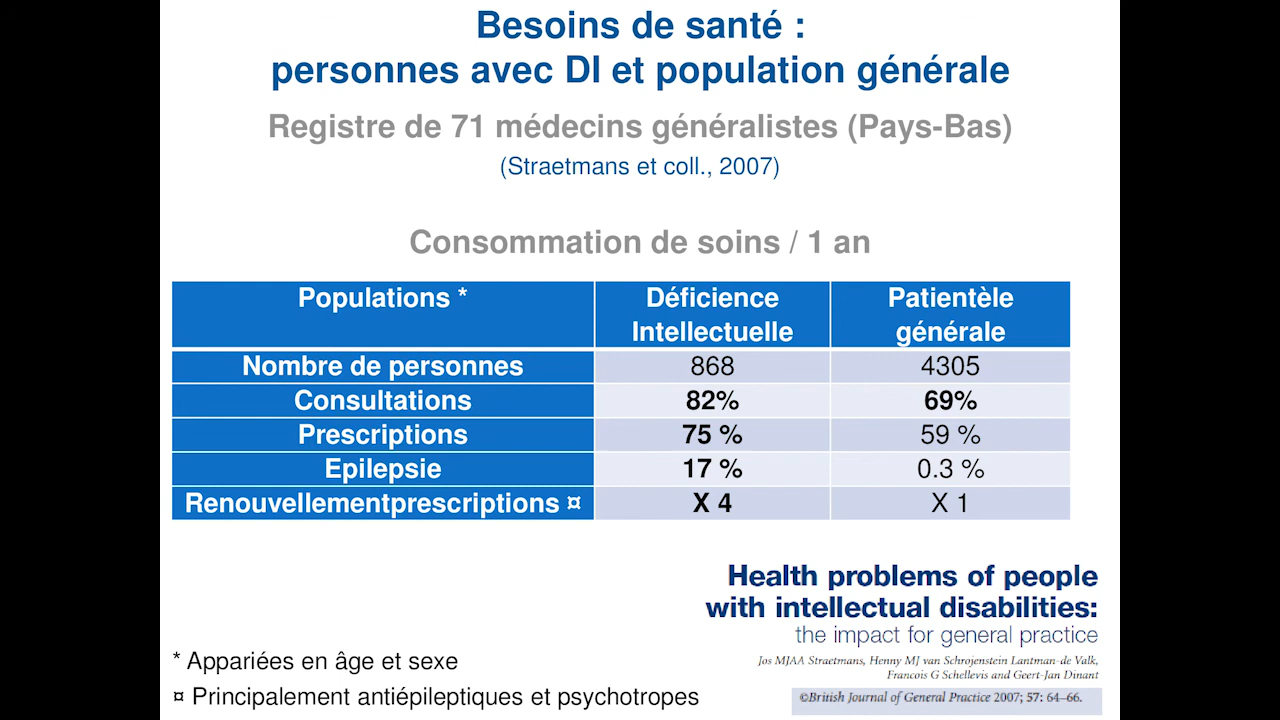 Besoins de santé :
personnes avec DI et population générale
Registre de 71 médecins généralistes (Pays-Bas)
(Straetmans et coll., 2007)
Consommation de soins / 1 an
Populations * Déficience Intellectuelle Patientèle générale
Nombre de personnes 868 4305
Consultations 82% 69%
Prescriptions 75 % 59 %
Epilepsie 17 % 0.3 %
Renouvellementprescriptions ¤ X 4 X 1
Health problems of people
with intellectual disabilities:
the impact for general practice
Jos MJAA Straetmans, Henny MJ van Schrojenstein Lantman-de Valk,
Francois G Schellevis and Geert-Jan Dinant
©British Journal of General Practice 2007; 57: 64–66.
* Appariées en âge et sexe
¤ Principalement antiépileptiques et psychotropes